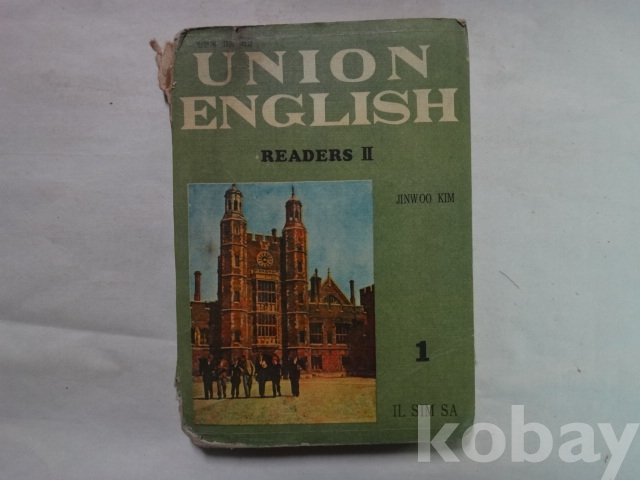 UNION
ENGLISH
READERS II
JINWOO KIM
1
IL SIM SA
kobay